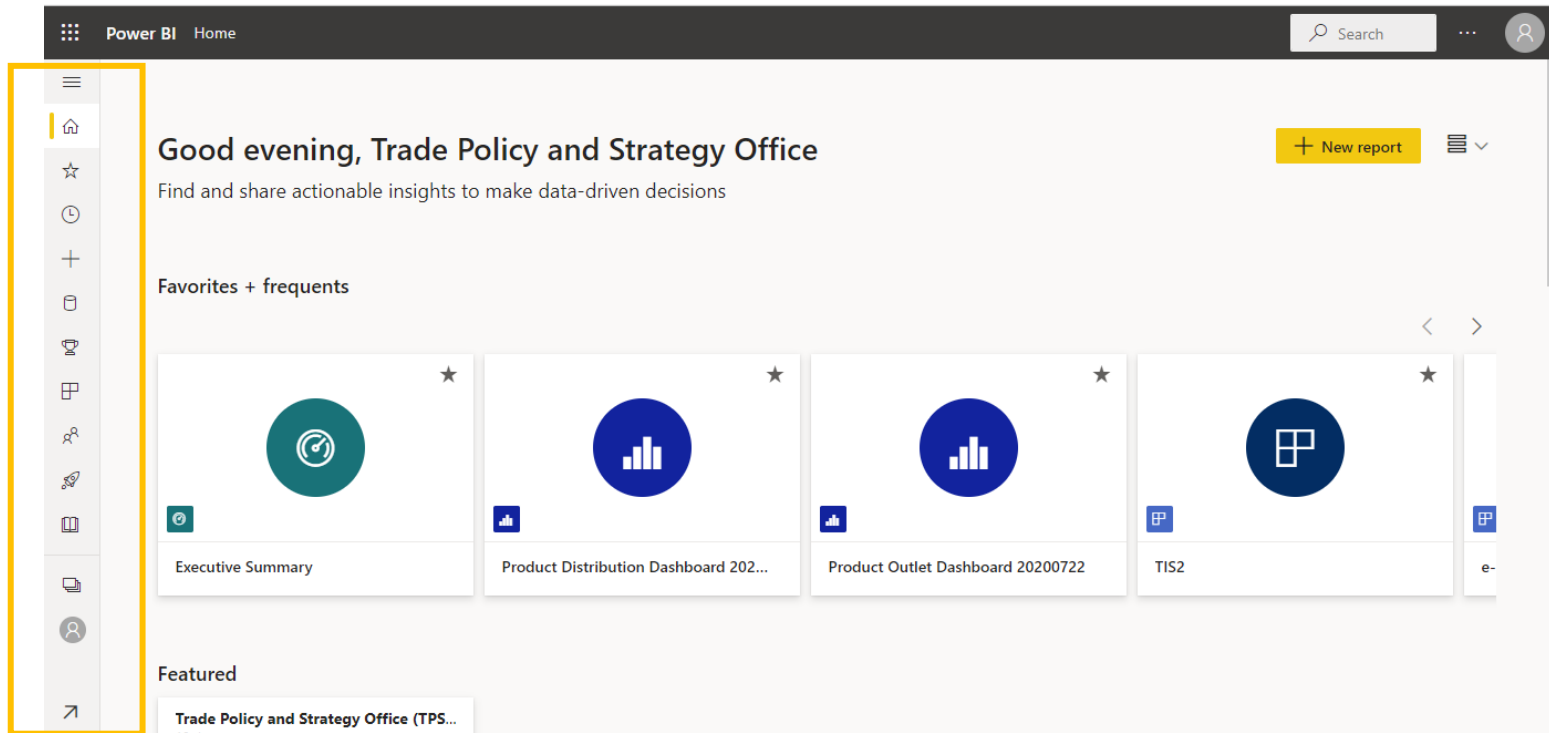 Power BI Home
Search
Good evening, Trade Policy and Strategy Office
New report
Find and share actionable insights to make data-driven decisions
Favorites + frequents
Executive Summary
Product Distribution Dashboard 202...
Product Outlet Dashboard 20200722
TIS2
e-
Featured
Trade Policy and Strategy Office (TPS...